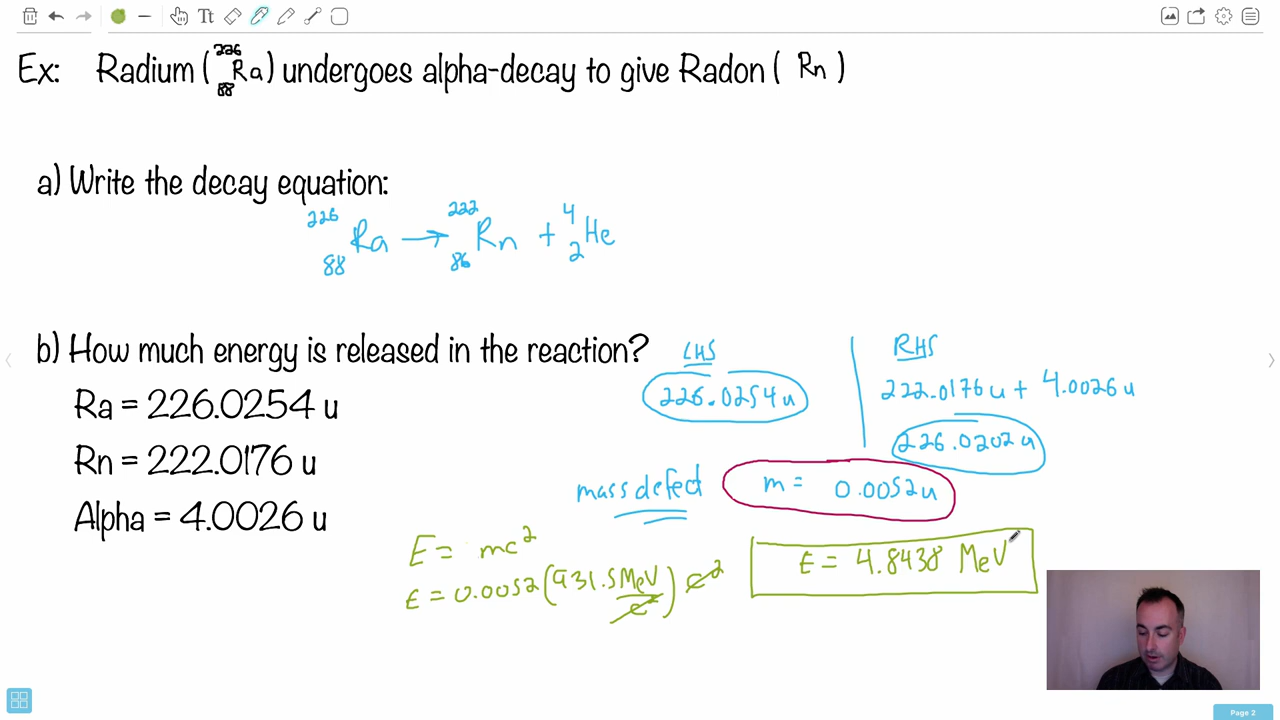 Tt
Ex: Radium ( ²²⁶₈₈Ra ) undergoes alpha-decay to give Radon ( Rn )
a) Write the decay equation:
²²⁶₈₈Ra → ²²²₈₆Rn + ⁴₂He
b) How much energy is released in the reaction?
Ra = 226.0254 u
Rn = 222.0176 u
Alpha = 4.0026 u
LHS
226.0254 u
RHS
222.0176 u + 4.0026 u
226.0202 u
mass defect m = 0.0052 u
E = mc²
E = 0.0052 (931.5 MeV/c²) c²
E = 4.8438 MeV
Page 2